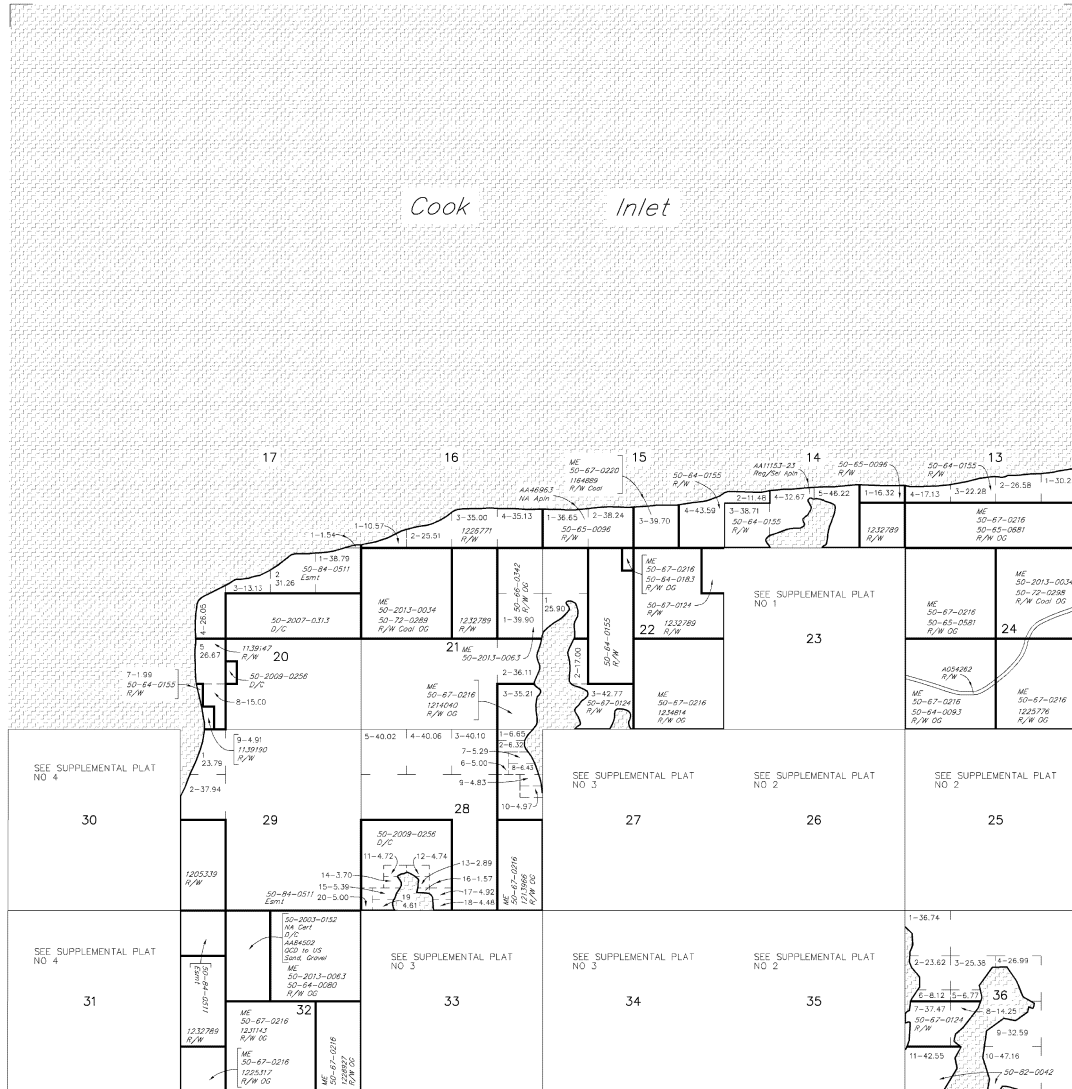 Cook Inlet
17
16
15
14
13
ME
50-67-0220
1164889
R/W Coal
AA46963
NA Apln
50-64-0155
R/W
AA11153-23
Reg/Sel Apln
50-65-0096
R/W
50-64-0155
R/W
1-1.54
1-10.57
2-25.51
3-35.00
4-35.13
1226771
R/W
1-36.65
2-38.24
50-65-0096
R/W
3-39.70
4-43.59
2-11.48
4-32.67
5-46.22
3-38.71
50-64-0155
R/W
1-16.32
1232789
R/W
4-17.13
3-22.28
2-26.58
1-30.2
ME
50-67-0216
50-65-0681
R/W OG
1-38.79
50-84-0511
Esmt
2
31.26
3-13.13
4-26.05
50-2007-0313
D/C
5
26.67
1139147
R/W
20
50-2009-0256
D/C
7-1.99
50-64-0155
R/W
8-15.00
9-4.91
1139190
R/W
ME
50-2013-0034
50-72-0289
R/W Coal OG
1232789
R/W
50-66-0342
R/W OG
1-39.90
21
ME
50-2013-0063
2-36.11
ME
50-67-0216
1214040
R/W OG
3-35.21
1
25.90
2-17.00
50-64-0155
R/W
ME
50-67-0216
50-64-0183
R/W OG
50-67-0124
R/W
22
1232789
R/W
3-42.77
50-67-0124
R/W
ME
50-67-0216
1234814
R/W OG
SEE SUPPLEMENTAL PLAT
NO 1
23
ME
50-67-0216
50-65-0581
R/W OG
ME
50-2013-0034
50-72-0298
R/W Coal OG
24
A054262
R/W
ME
50-67-0216
50-64-0093
R/W OG
ME
50-67-0216
1225776
R/W OG
SEE SUPPLEMENTAL PLAT
NO 4
30
1
23.79
2-37.94
29
1205339
R/W
50-84-0511
Esmt
5-40.02
4-40.06
3-40.10
1-6.65
2-6.32
7-5.29
6-5.00
8-6.43
9-4.83
10-4.97
28
50-2009-0256
D/C
11-4.72
12-4.74
13-2.89
14-3.70
16-1.57
15-5.39
17-4.92
20-5.00
19
4.61
18-4.48
ME
50-67-0216
1213966
R/W OG
SEE SUPPLEMENTAL PLAT
NO 3
27
SEE SUPPLEMENTAL PLAT
NO 2
26
SEE SUPPLEMENTAL PLAT
NO 2
25
SEE SUPPLEMENTAL PLAT
NO 4
31
50-84-0511
Esmt
1232789
R/W
50-2003-0152
NA Cert
D/C
AA84502
QCD to US
Sand, Gravel
ME
50-2013-0063
50-64-0080
R/W OG
32
ME
50-67-0216
1231143
R/W OG
ME
50-67-0216
1225317
R/W OG
ME
50-67-0216
1226927
R/W OG
SEE SUPPLEMENTAL PLAT
NO 3
33
SEE SUPPLEMENTAL PLAT
NO 3
34
SEE SUPPLEMENTAL PLAT
NO 2
35
1-36.74
2-23.62
3-25.38
4-26.99
6-8.12
5-6.77
36
7-37.47
50-67-0124
R/W
8-14.25
9-32.59
11-42.55
10-47.16
50-82-0042